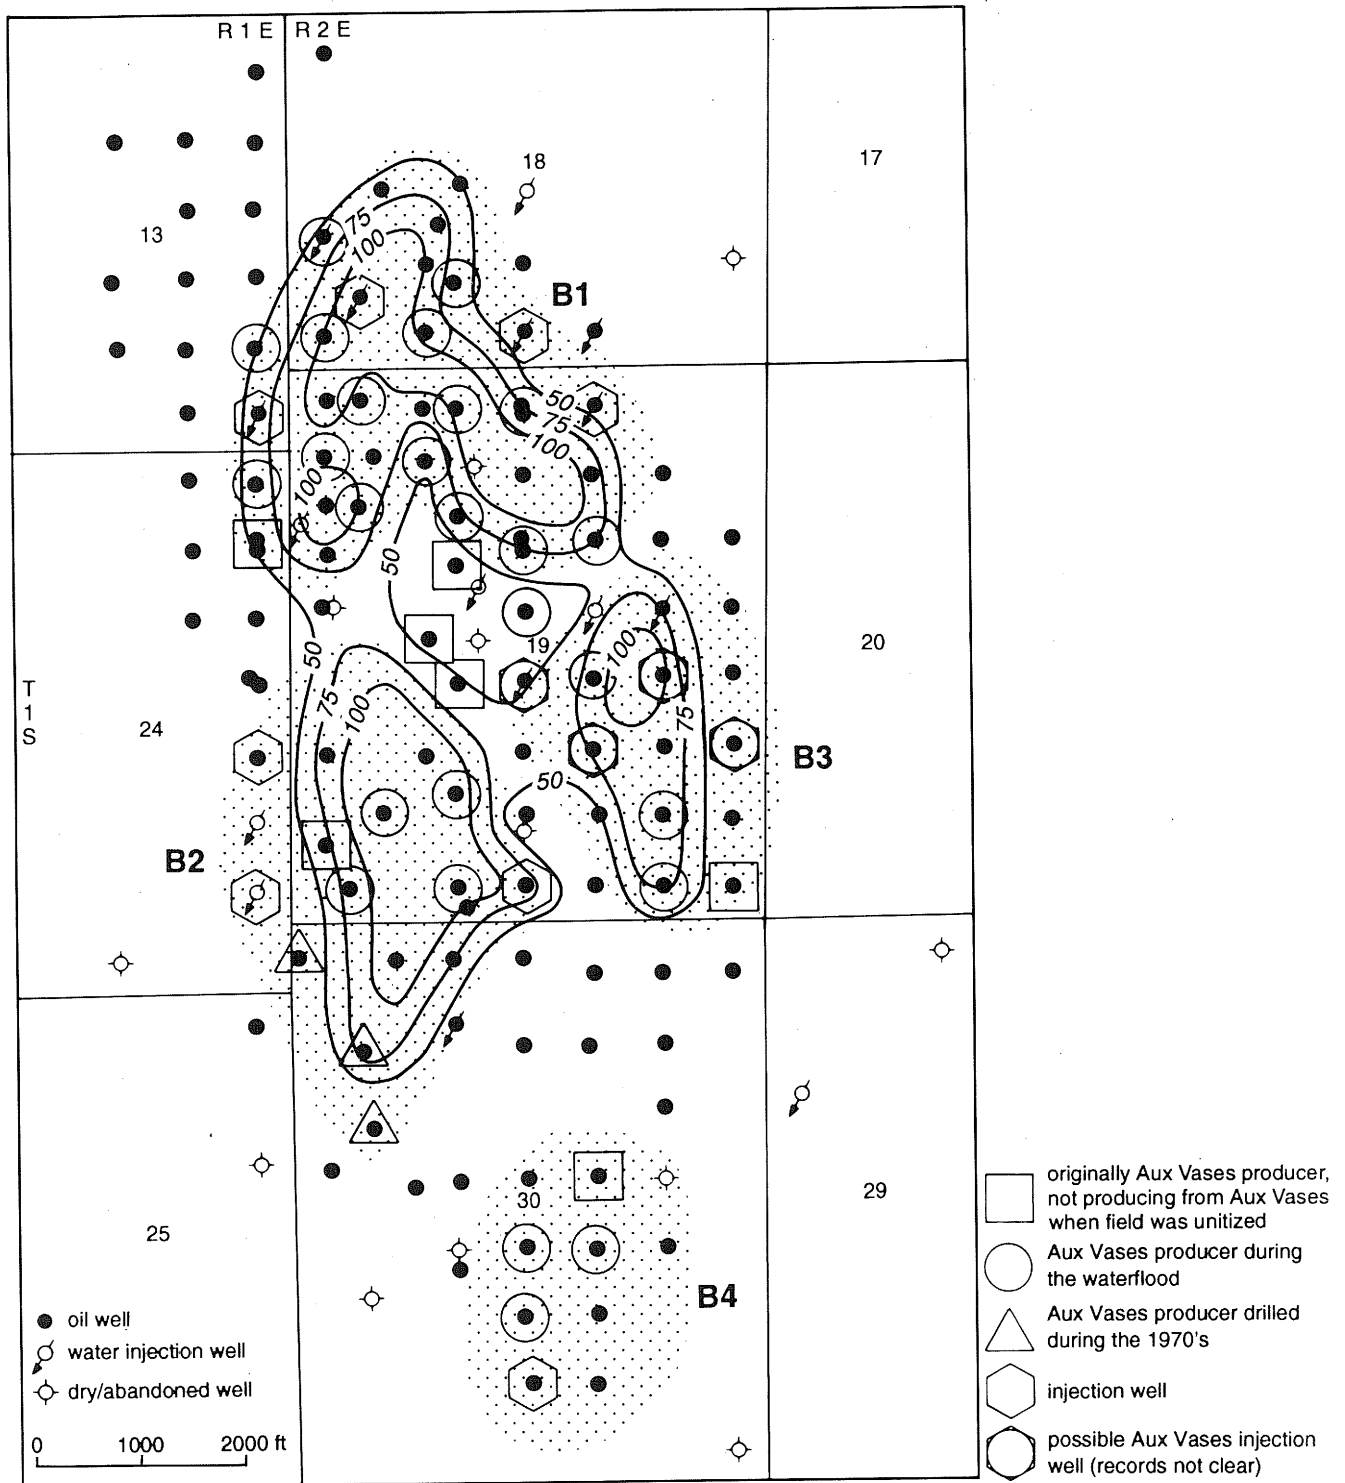 R 1 E
R 2 E
18
17
13
75
100
B1
50
75
100
100
50
19
20
100
50
T
1
S
75
100
24
75
B3
50
B2
30
29
25
B4
oil well
water injection well
dry/abandoned well
0 1000 2000 ft
originally Aux Vases producer,
not producing from Aux Vases
when field was unitized
Aux Vases producer during
the waterflood
Aux Vases producer drilled
during the 1970's
injection well
possible Aux Vases injection
well (records not clear)